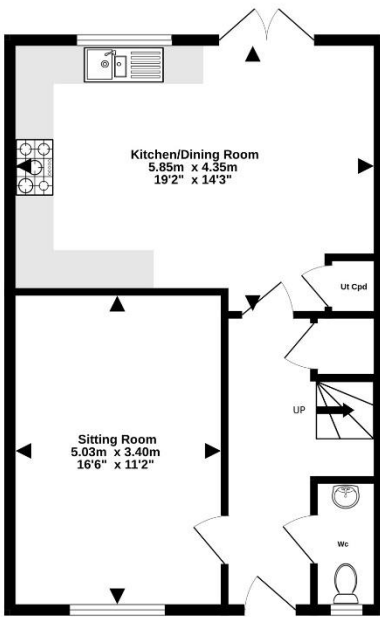 Kitchen/Dining Room
5.85m x 4.35m
19'2" x 14'3"
Ut Cpd
UP
Sitting Room
5.03m x 3.40m
16'6" x 11'2"
Wc